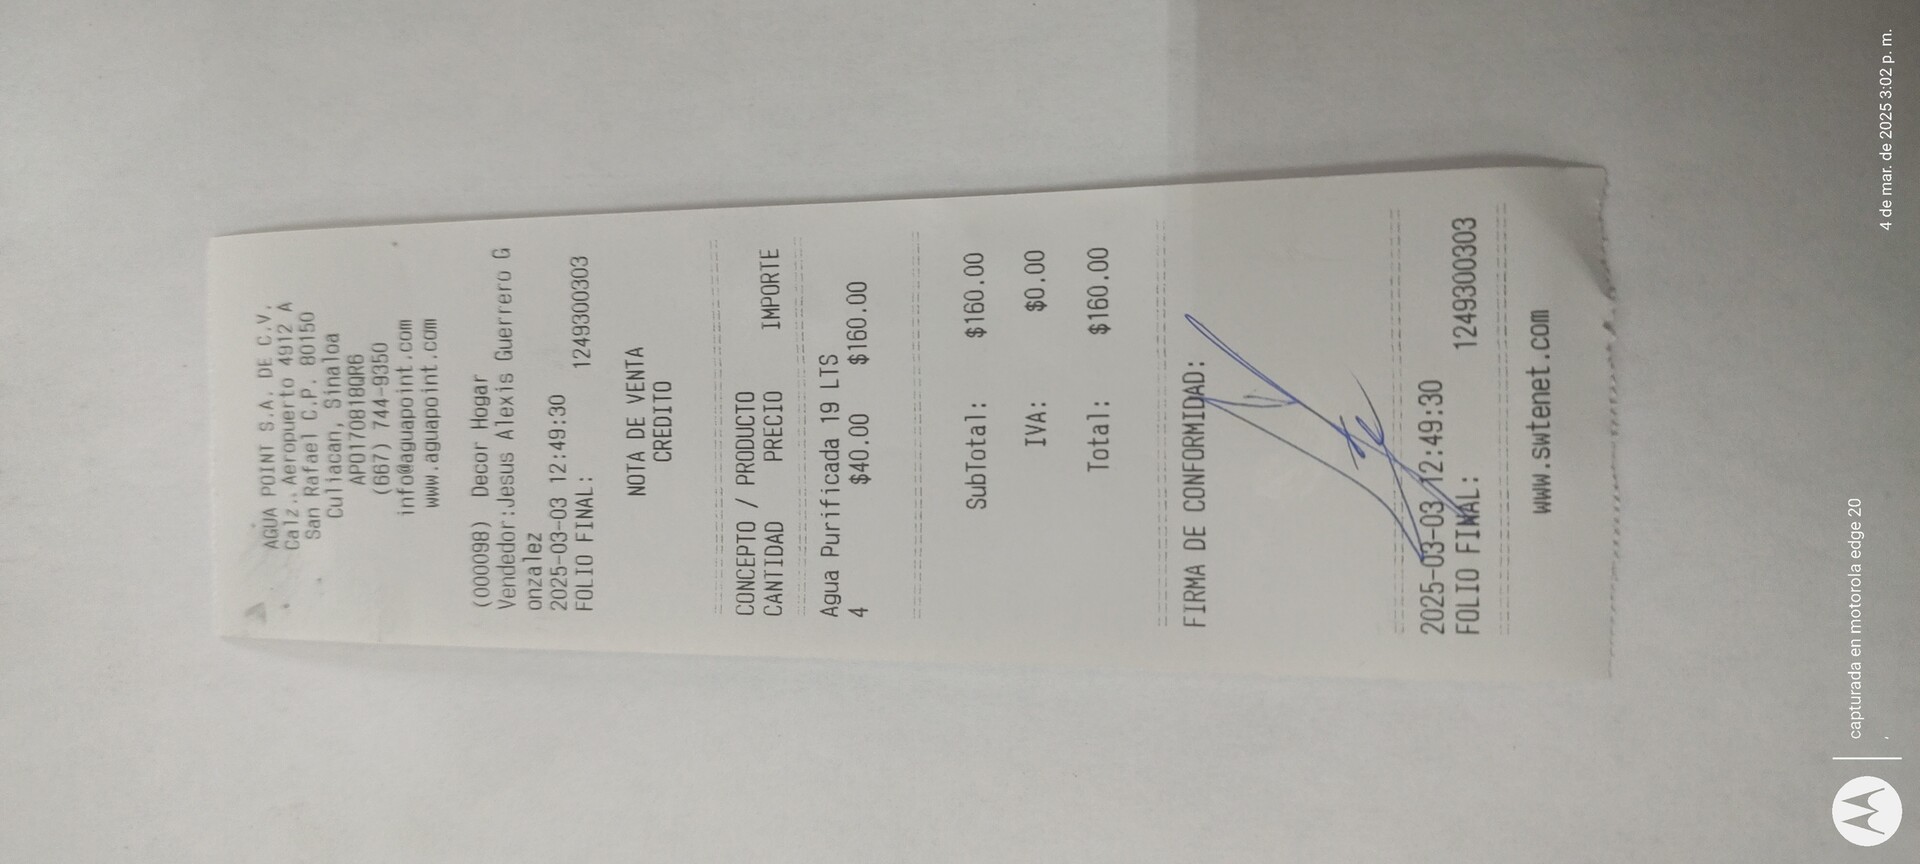 AGUA POINT S.A. DE C.V.
Calz. Aeropuerto 4912 A
San Rafael C.P. 80150
Culiacan, Sinaloa
APO170818QR6
(667) 744-9350
info@aguapoint.com
www.aguapoint.com
(000098) Decor Hogar
Vendedor:Jesus Alexis Guerrero G
onzalez
2025-03-03 12:49:30
FOLIO FINAL: 1249300303
NOTA DE VENTA
CREDITO
CONCEPTO / PRODUCTO
CANTIDAD PRECIO IMPORTE
Agua Purificada 19 LTS
4 $40.00 $160.00
SubTotal: $160.00
IVA: $0.00
Total: $160.00
FIRMA DE CONFORMIDAD:
2025-03-03 12:49:30
FOLIO FINAL: 1249300303
www.swtenet.com
capturada en motorola edge 20
4 de mar. de 2025 3:02 p. m.